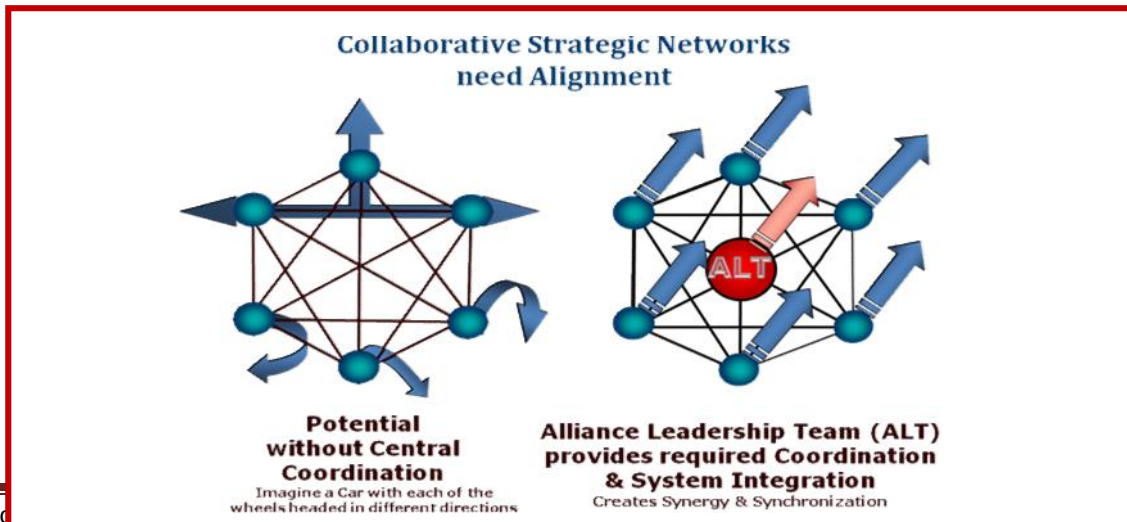 Collaborative Strategic Networks
need Alignment
ALT
Potential
without Central
Coordination
Imagine a Car with each of the
wheels headed in different directions
Alliance Leadership Team (ALT)
provides required Coordination
& System Integration
Creates Synergy & Synchronization